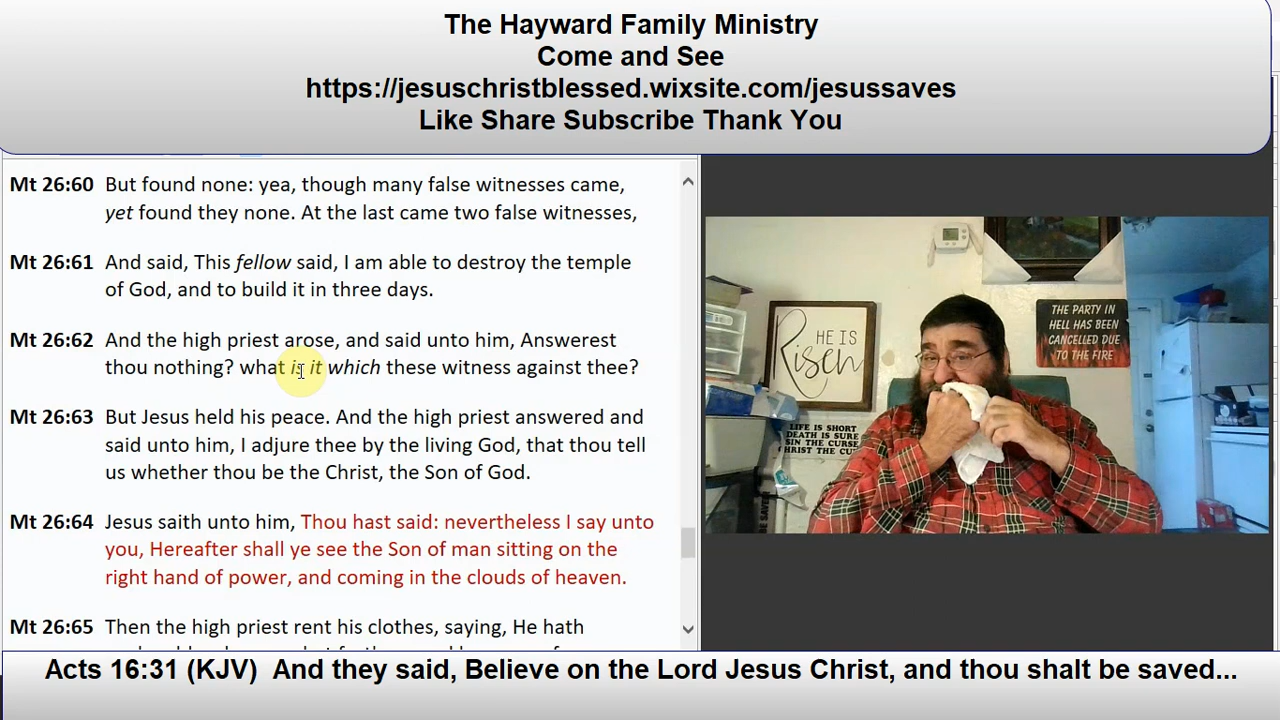 The Hayward Family Ministry
Come and See
https://jesuschristblessed.wixsite.com/jesussaves
Like Share Subscribe Thank You
Mt 26:60 But found none: yea, though many false witnesses came,
yet found they none. At the last came two false witnesses,
Mt 26:61 And said, This fellow said, I am able to destroy the temple
of God, and to build it in three days.
Mt 26:62 And the high priest arose, and said unto him, Answerest
thou nothing? what is it which these witness against thee?
Mt 26:63 But Jesus held his peace. And the high priest answered and
said unto him, I adjure thee by the living God, that thou tell
us whether thou be the Christ, the Son of God.
Mt 26:64 Jesus saith unto him, Thou hast said: nevertheless I say unto
you, Hereafter shall ye see the Son of man sitting on the
right hand of power, and coming in the clouds of heaven.
Mt 26:65 Then the high priest rent his clothes, saying, He hath
HE IS
Risen
THE PARTY IN
HELL HAS BEEN
CANCELLED DUE
TO THE FIRE
LIFE IS SHORT
DEATH IS SURE
SIN THE CURSE
CHRIST THE
Acts 16:31 (KJV) And they said, Believe on the Lord Jesus Christ, and thou shalt be saved...